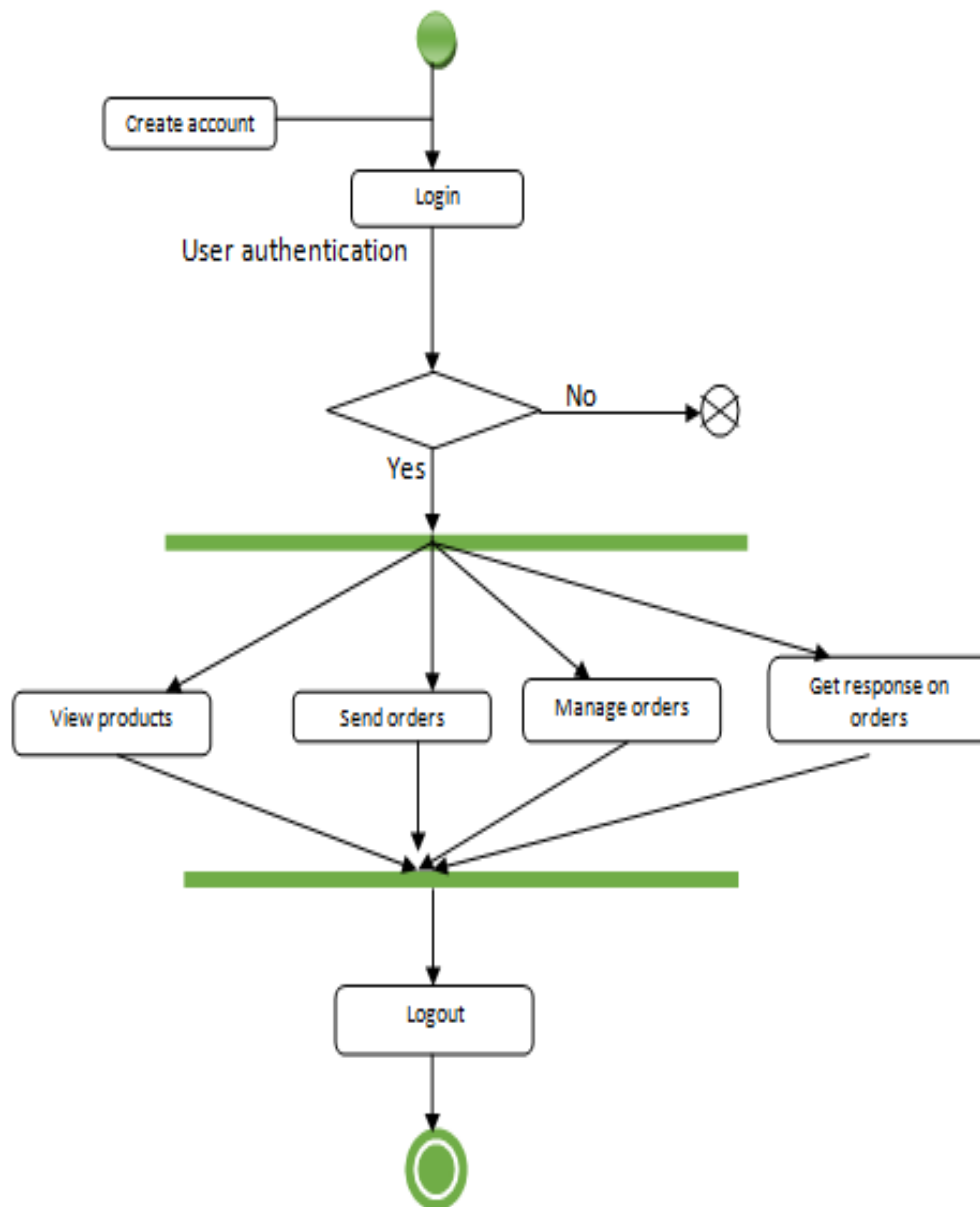 Create account
Login
User authentication
No
Yes
View products
Send orders
Manage orders
Get response on
orders
Logout